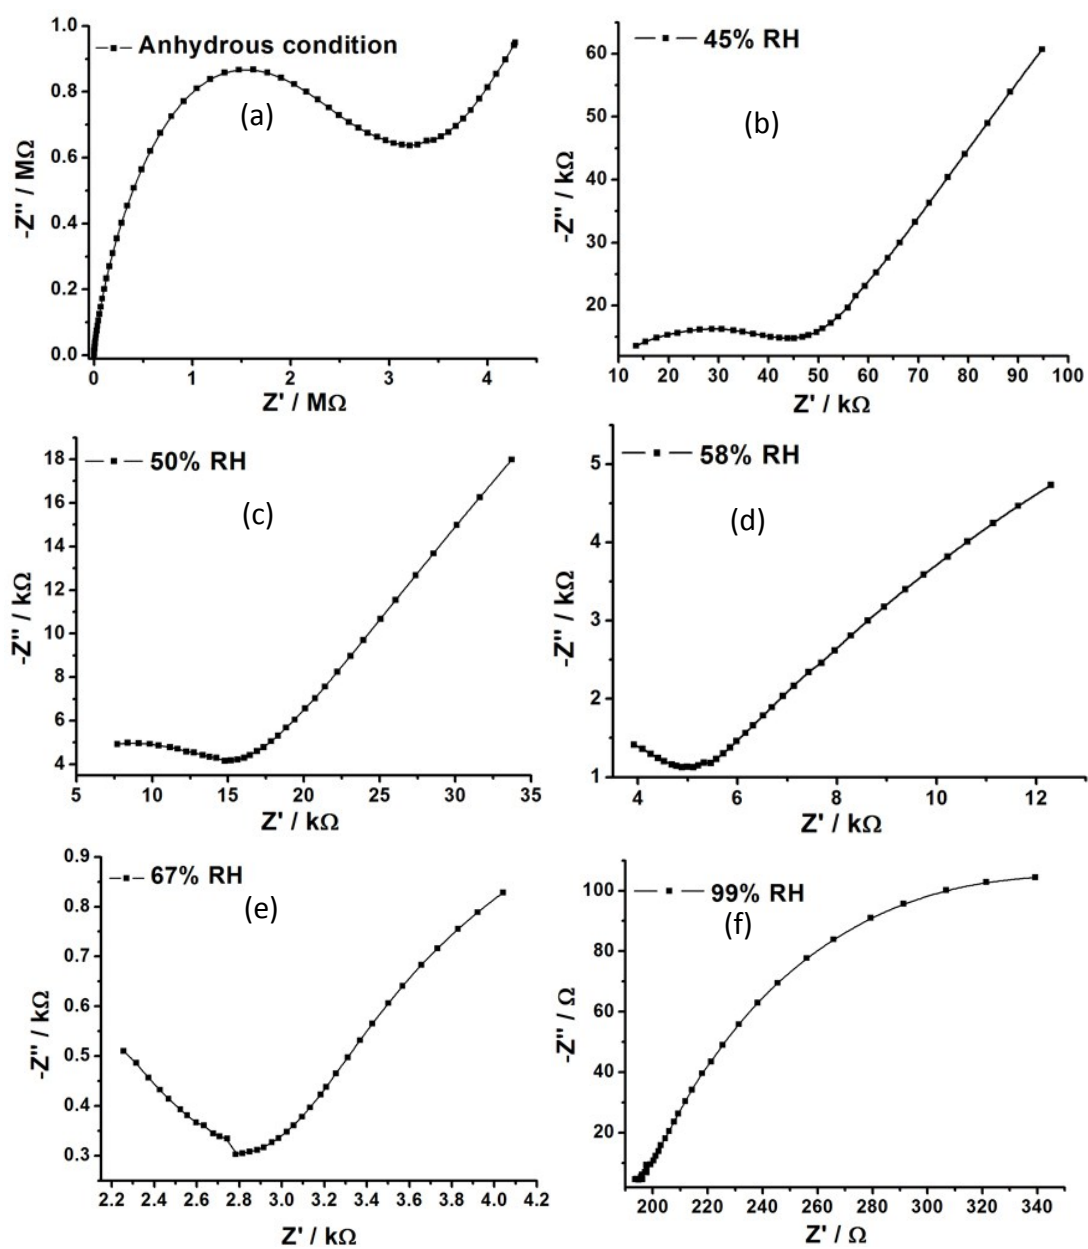 Anhydrous condition
(a)
-Z'' / MΩ
1.0
0.8
0.6
0.4
0.2
0.0
0 1 2 3 4
Z' / MΩ
45% RH
(b)
-Z'' / kΩ
60
50
40
30
20
10 20 30 40 50 60 70 80 90 100
Z' / kΩ
50% RH
(c)
-Z'' / kΩ
18
16
14
12
10
8
6
4
5 10 15 20 25 30 35
Z' / kΩ
58% RH
(d)
-Z'' / kΩ
5
4
3
2
1
4 6 8 10 12
Z' / kΩ
67% RH
(e)
-Z'' / kΩ
0.9
0.8
0.7
0.6
0.5
0.4
0.3
2.2 2.4 2.6 2.8 3.0 3.2 3.4 3.6 3.8 4.0 4.2
Z' / kΩ
99% RH
(f)
-Z'' / Ω
100
80
60
40
20
200 220 240 260 280 300 320 340
Z' / Ω